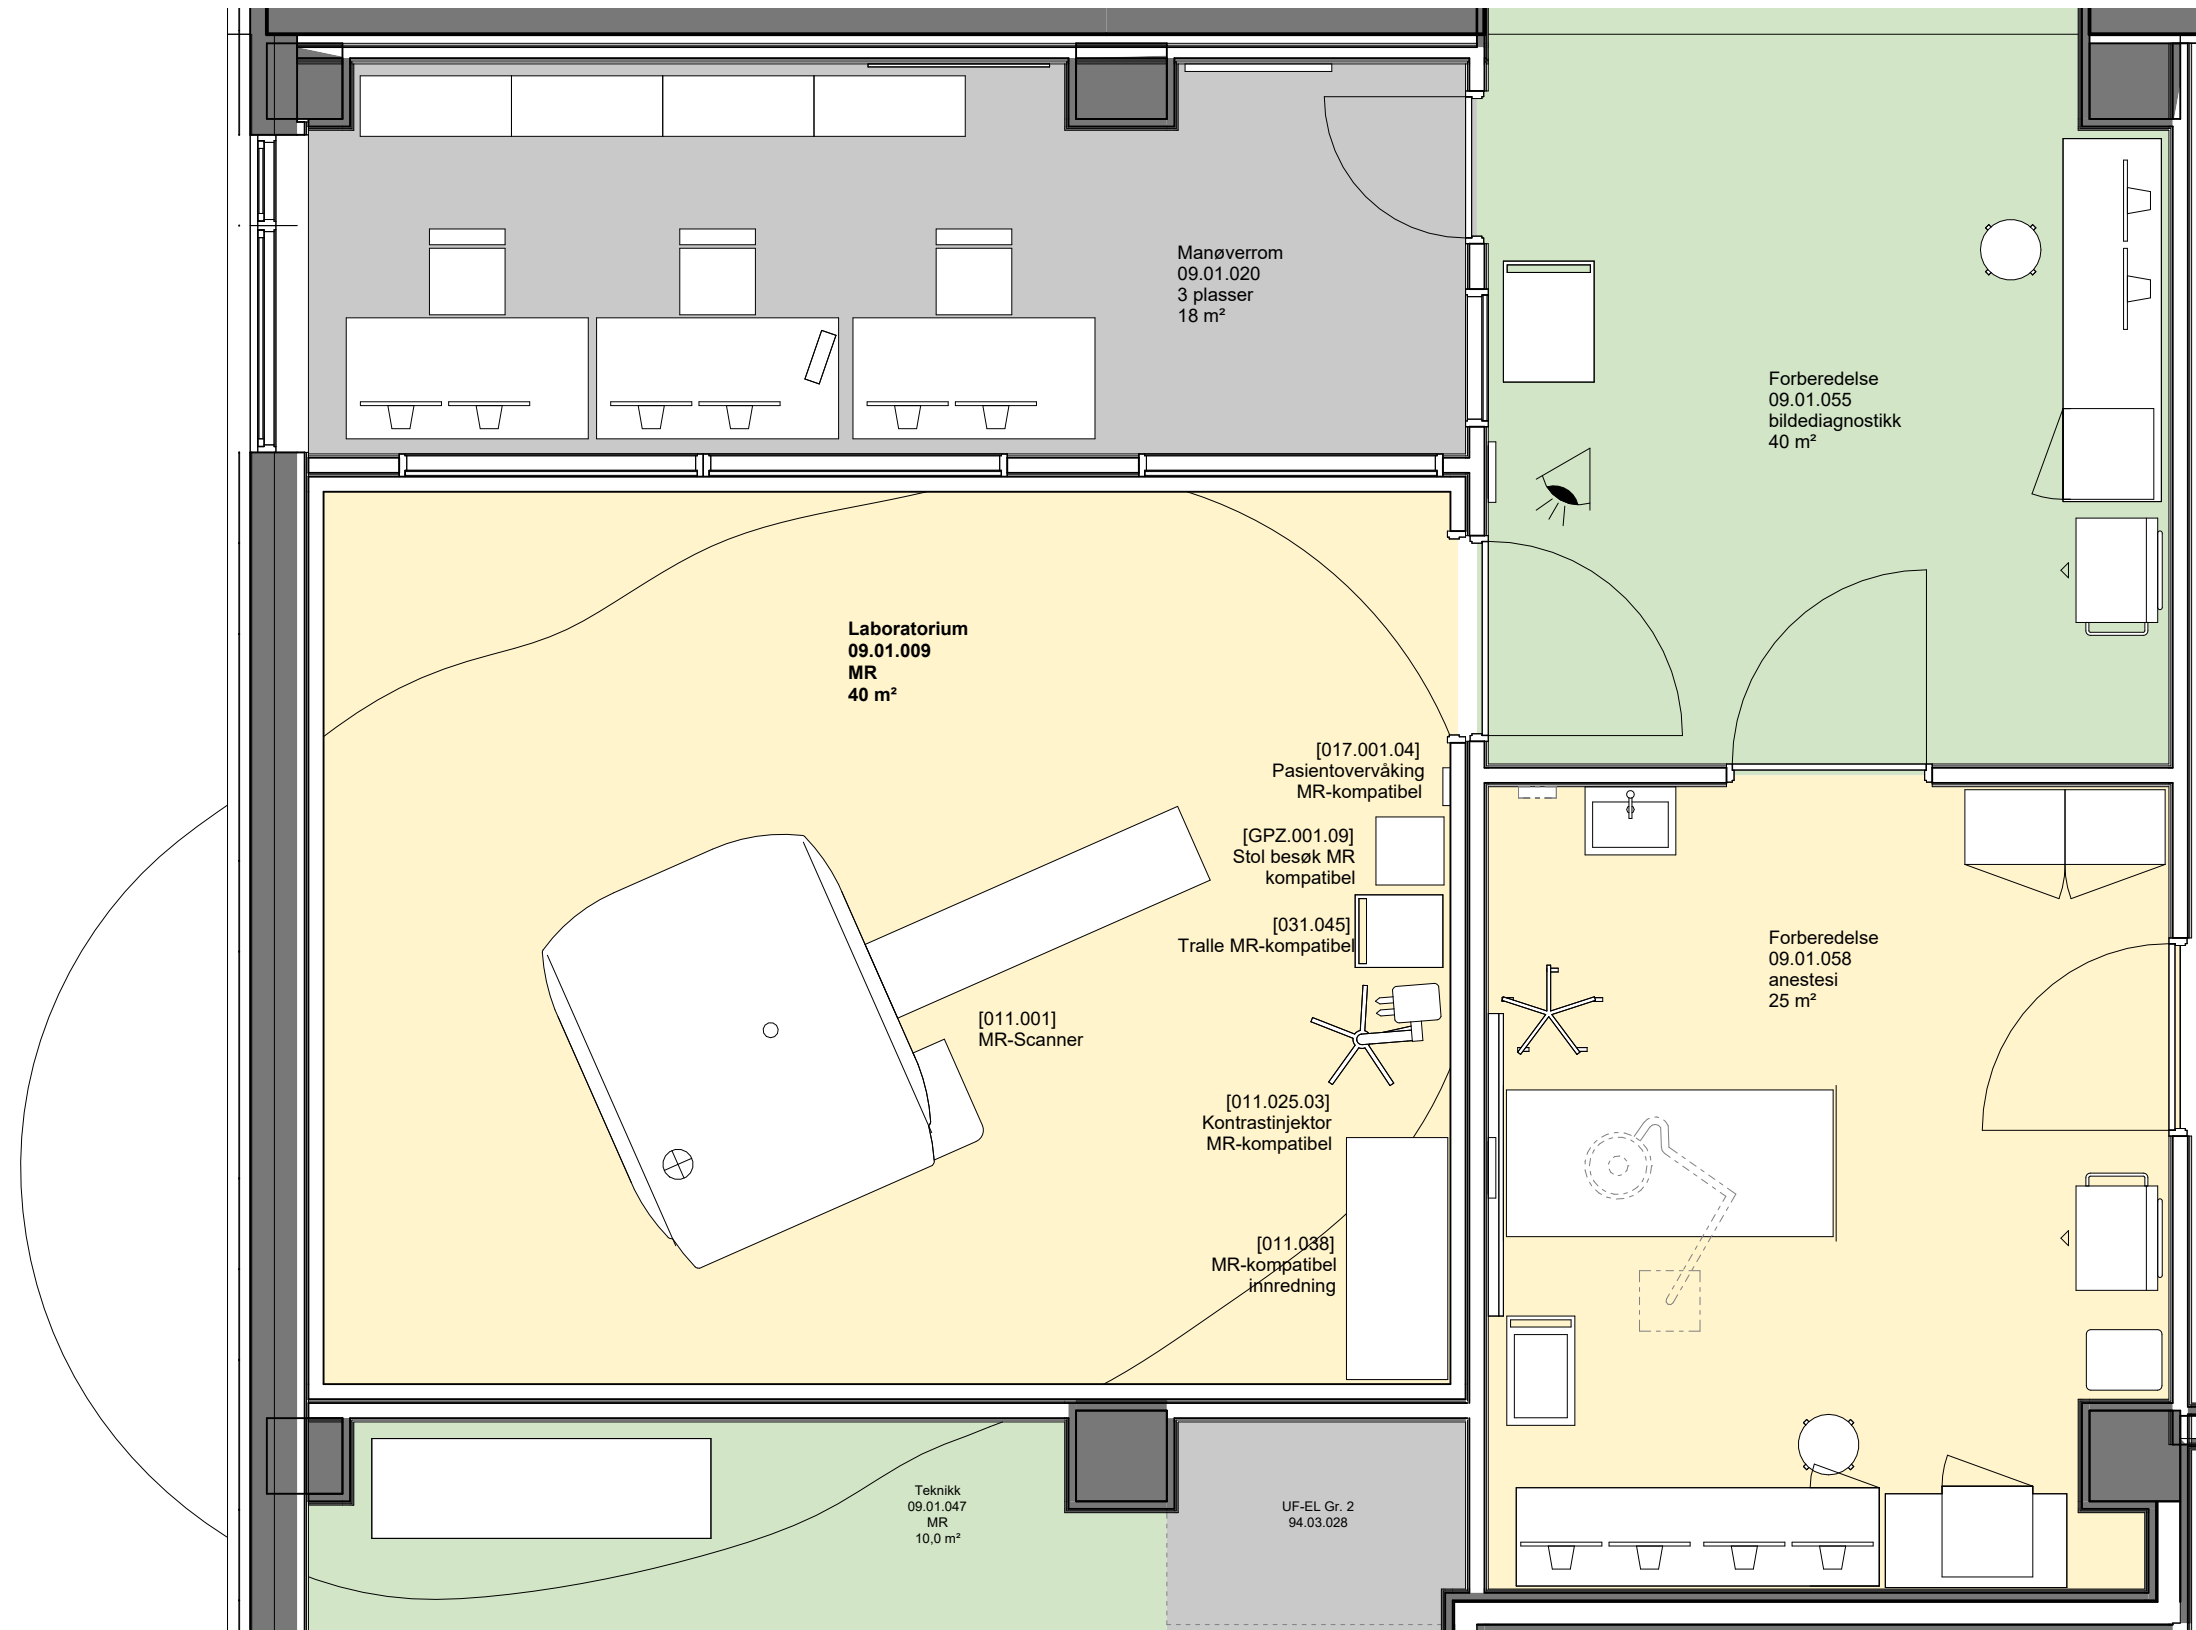 Manøverrom
09.01.020
3 plasser
18 m²
Forberedelse
09.01.055
bildediagnostikk
40 m²
Laboratorium
09.01.009
MR
40 m²
[017.001.04]
Pasientovervåking
MR-kompatibel
[GPZ.001.09]
Stol besøk MR
kompatibel
[031.045]
Tralle MR-kompatibel
[011.001]
MR-Scanner
[011.025.03]
Kontrastinjektor
MR-kompatibel
[011.038]
MR-kompatibel
innredning
Forberedelse
09.01.058
anestesi
25 m²
Teknikk
09.01.047
MR
10,0 m²
UF-EL Gr. 2
94.03.028